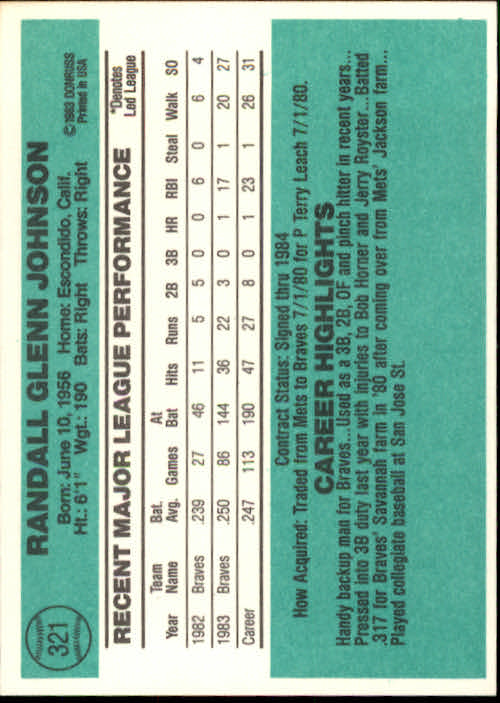 321
RANDALL GLENN JOHNSON
Born: June 10, 1956 Home: Escondido, Calif.
Ht.: 6'1" Wgt.: 190 Bats: Right Throws: Right
©1983 DONRUSS
Printed in USA
RECENT MAJOR LEAGUE PERFORMANCE
*Denotes
Led League
Year Team Name Bat. Avg. Games At Bat Hits Runs 2B 3B HR RBI Steal Walk SO
1982 Braves .239 27 46 11 5 5 0 0 6 0 6 4
1983 Braves .250 86 144 36 22 3 0 1 17 1 20 27
Career .247 113 190 47 27 8 0 1 23 1 26 31
Contract Status: Signed thru 1984
How Acquired: Traded from Mets to Braves 7/1/80 for P Terry Leach 7/1/80.
CAREER HIGHLIGHTS
Handy backup man for Braves...Used as a 3B, 2B, OF and pinch hitter in recent years...
Pressed into 3B duty last year with injuries to Bob Horner and Jerry Royster...Batted
.317 for Braves' Savannah farm in '80 after coming over from Mets' Jackson farm...
Played collegiate baseball at San Jose St.